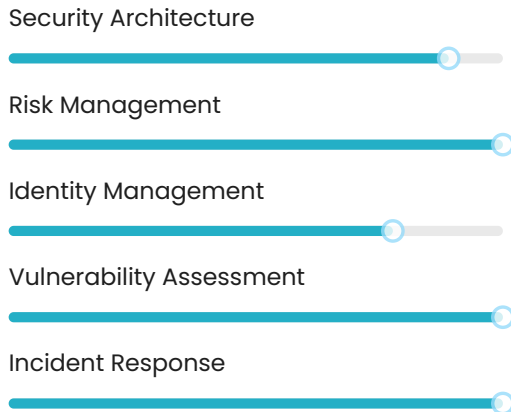 Security Architecture
Risk Management
Identity Management
Vulnerability Assessment
Incident Response